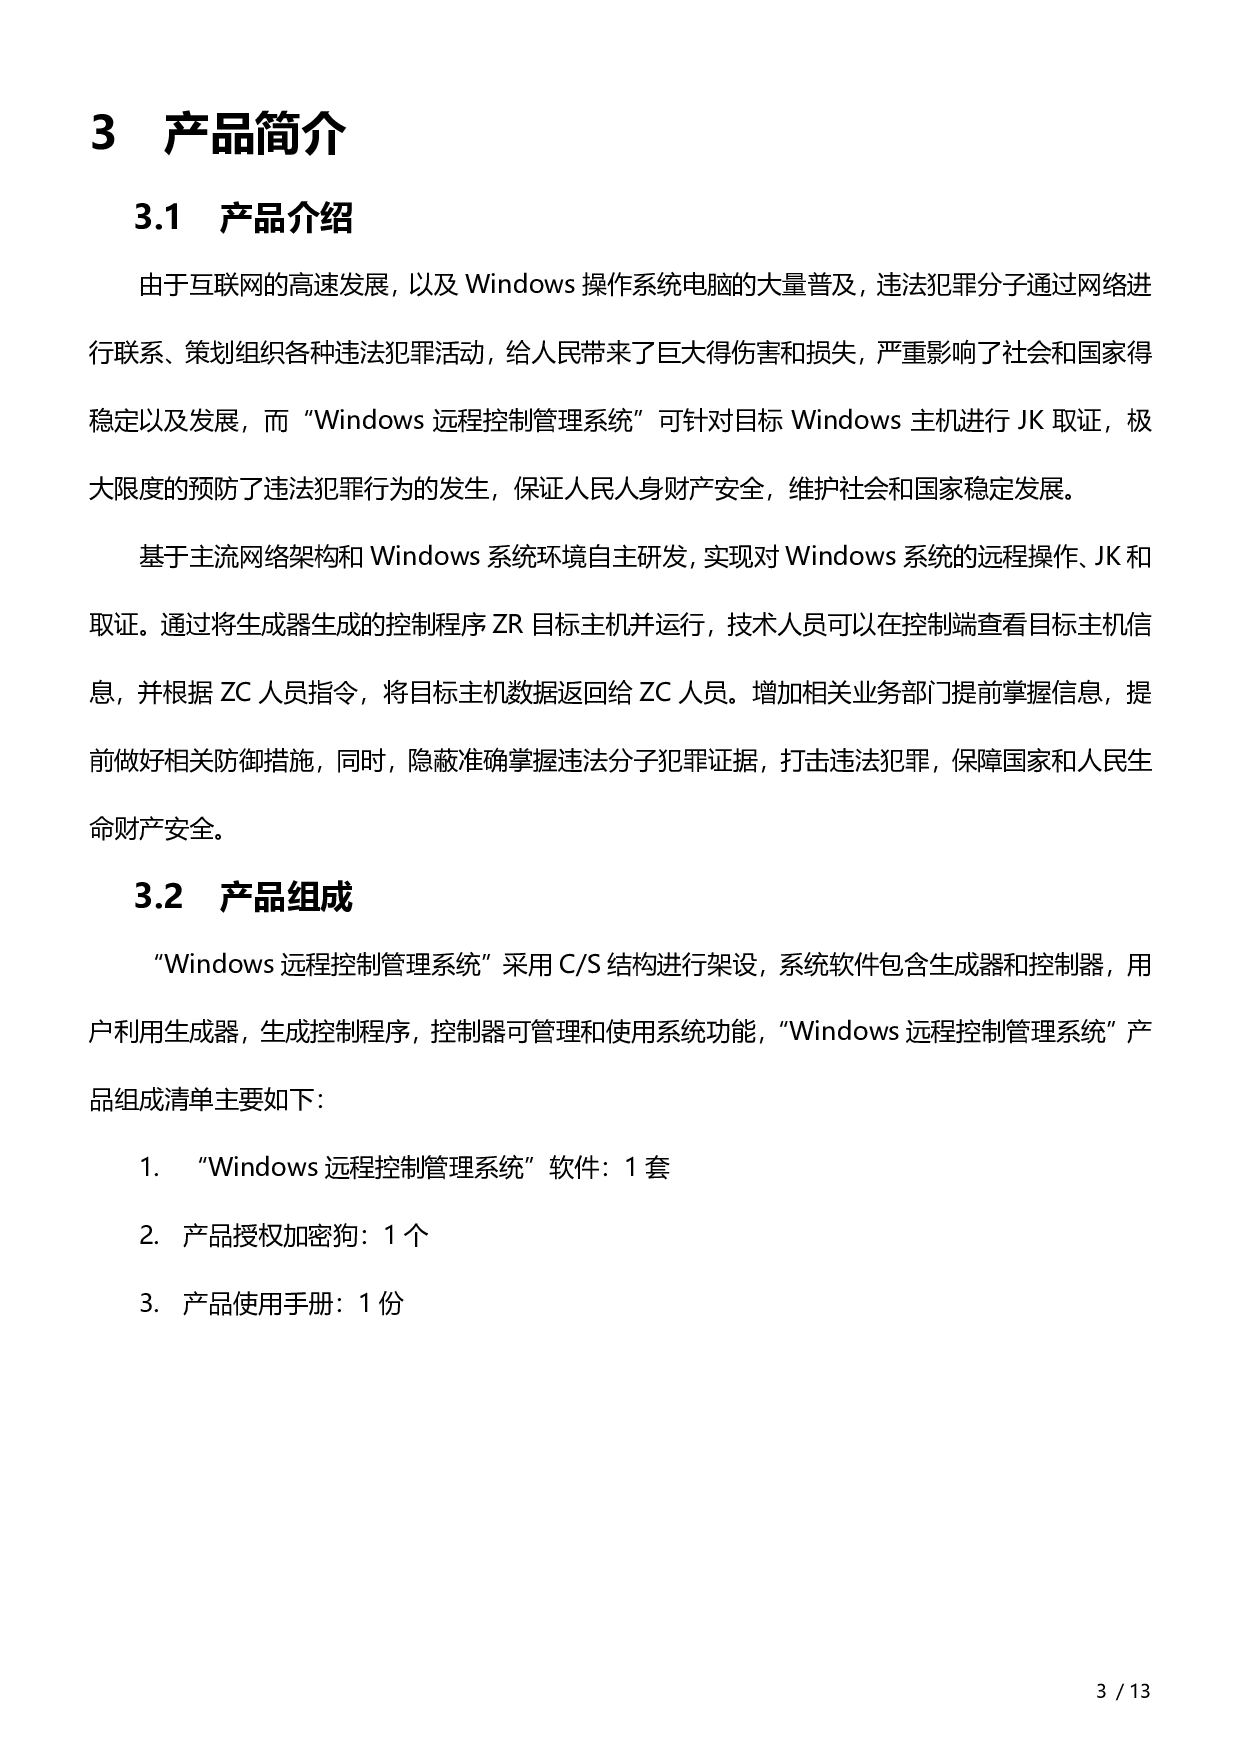 3 产品简介
3.1 产品介绍
由于互联网的高速发展，以及 Windows 操作系统电脑的大量普及，违法犯罪分子通过网络进
行联系、策划组织各种违法犯罪活动，给人民带来了巨大得伤害和损失，严重影响了社会和国家得
稳定以及发展，而“Windows 远程控制管理系统”可针对目标 Windows 主机进行 JK 取证，极
大限度的预防了违法犯罪行为的发生，保证人民人身财产安全，维护社会和国家稳定发展。
基于主流网络架构和 Windows 系统环境自主研发，实现对 Windows 系统的远程操作、JK 和
取证。通过将生成器生成的控制程序 ZR 目标主机并运行，技术人员可以在控制端查看目标主机信
息，并根据 ZC 人员指令，将目标主机数据返回给 ZC 人员。增加相关业务部门提前掌握信息，提
前做好相关防御措施，同时，隐蔽准确掌握违法分子犯罪证据，打击违法犯罪，保障国家和人民生
命财产安全。
3.2 产品组成
“Windows 远程控制管理系统”采用 C/S 结构进行架设，系统软件包含生成器和控制器，用
户利用生成器，生成控制程序，控制器可管理和使用系统功能，“Windows 远程控制管理系统”产
品组成清单主要如下：
1. “Windows 远程控制管理系统”软件：1 套
2. 产品授权加密狗：1 个
3. 产品使用手册：1 份
3 / 13